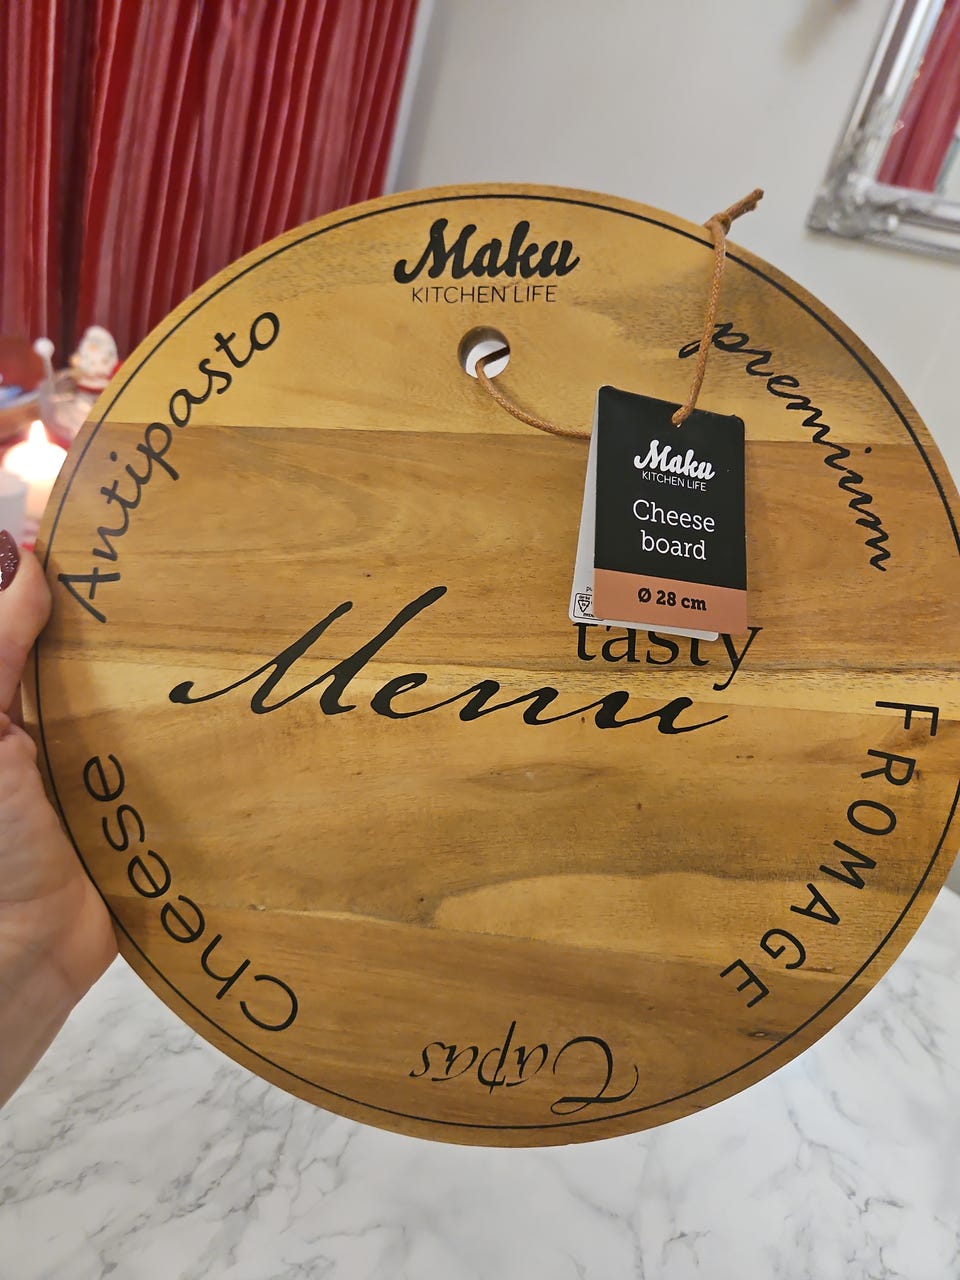 Maku
KITCHEN LIFE
premium
Antipasto
Maku
KITCHEN LIFE
Cheese
board
Ø 28 cm
tasty
Menu
FROMAGE
Cheese
Tapas